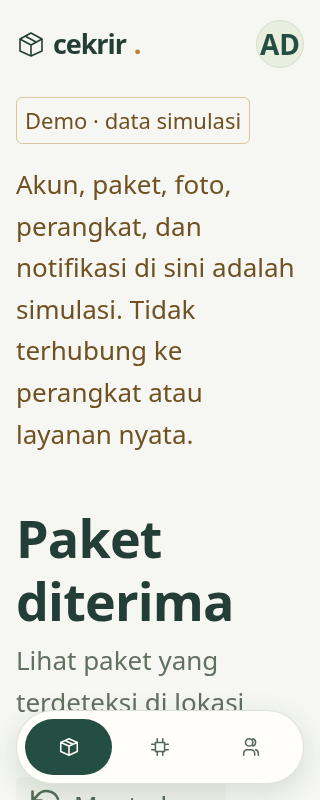 cekrir.
AD
Demo · data simulasi
Akun, paket, foto,
perangkat, dan
notifikasi di sini adalah
simulasi. Tidak
terhubung ke
perangkat atau
layanan nyata.
Paket
diterima
Lihat paket yang
terdeteksi di lokasi